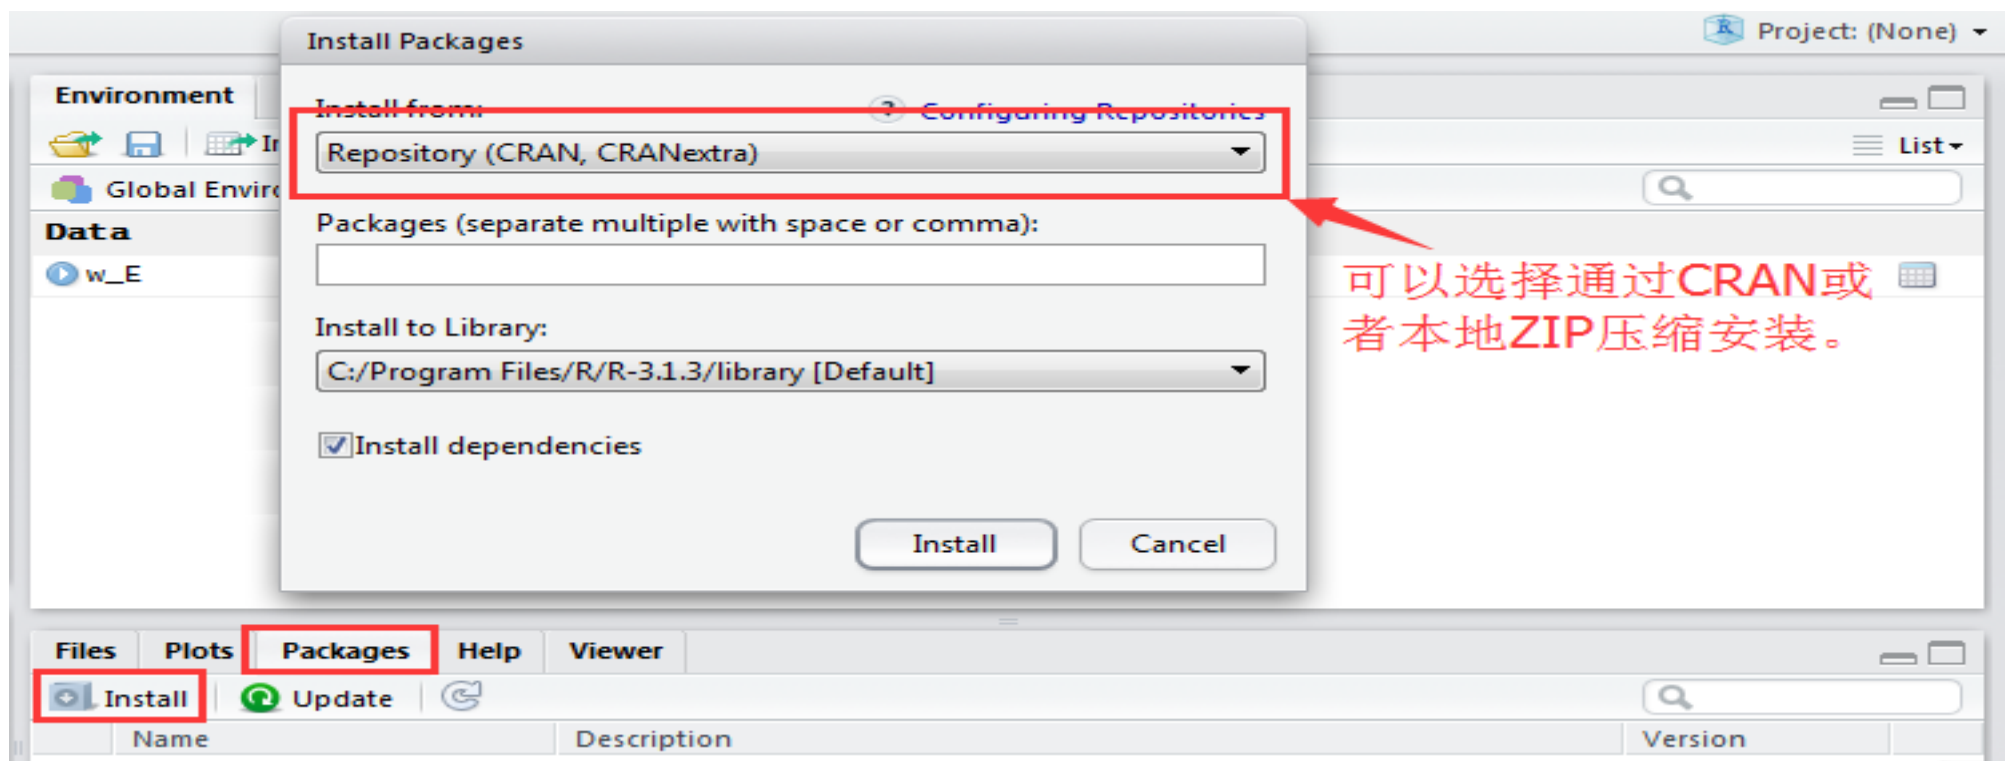 Install Packages
Project: (None)
Environment
Install from:
Configuring Repositories
Repository (CRAN, CRANextra)
List
Global Enviro
Packages (separate multiple with space or comma):
Data
w_E
可以选择通过CRAN或
者本地ZIP压缩安装。
Install to Library:
C:/Program Files/R/R-3.1.3/library [Default]
Install dependencies
Install
Cancel
Files Plots Packages Help Viewer
Install Update
Name Description Version